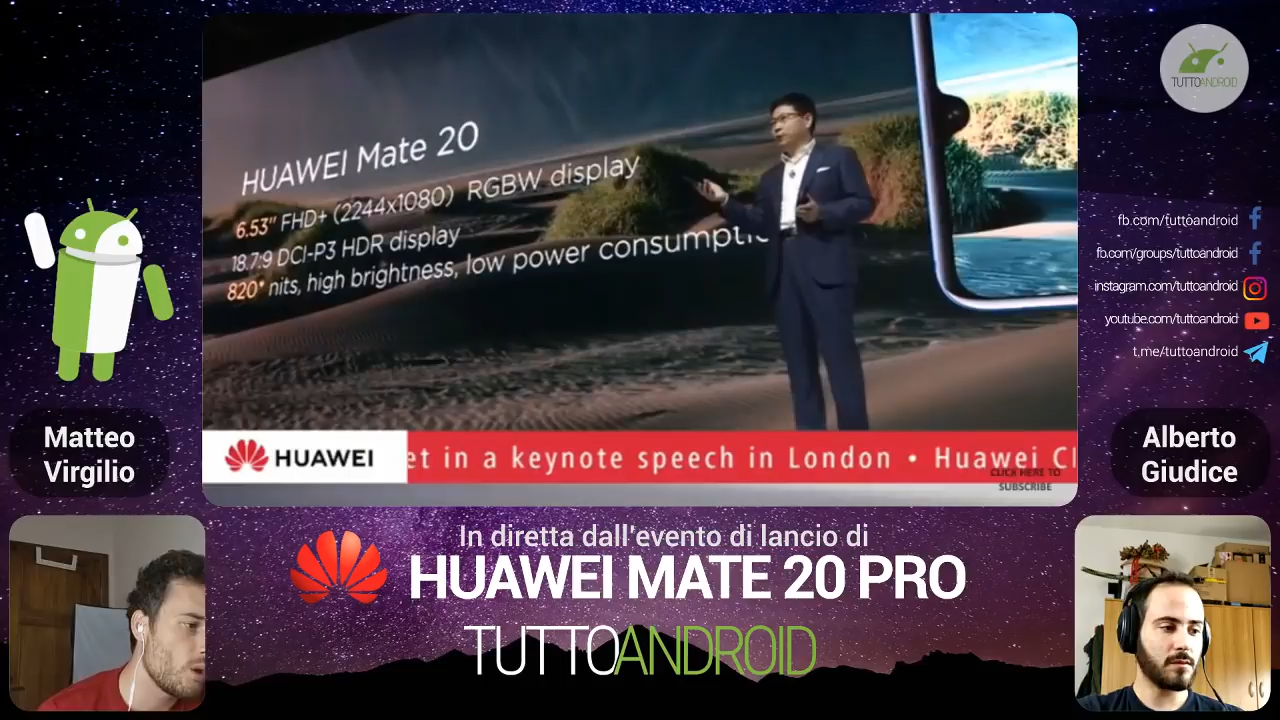 HUAWEI Mate 20
6.53” FHD+ (2244x1080) RGBW display
18.7:9 DCI-P3 HDR display
820* nits, high brightness, low power
TUTTOANDROID
fb.com/tuttoandroid
fb.com/groups/tuttoandroid
instagram.com/tuttoandroid
youtube.com/tuttoandroid
t.me/tuttoandroid
Matteo
Virgilio
Alberto
Giudice
HUAWEI
et in a keynote speech in London • Huawei
CLICK HERE TO
SUBSCRIBE
In diretta dall'evento di lancio di
HUAWEI MATE 20 PRO
TUTTOANDROID